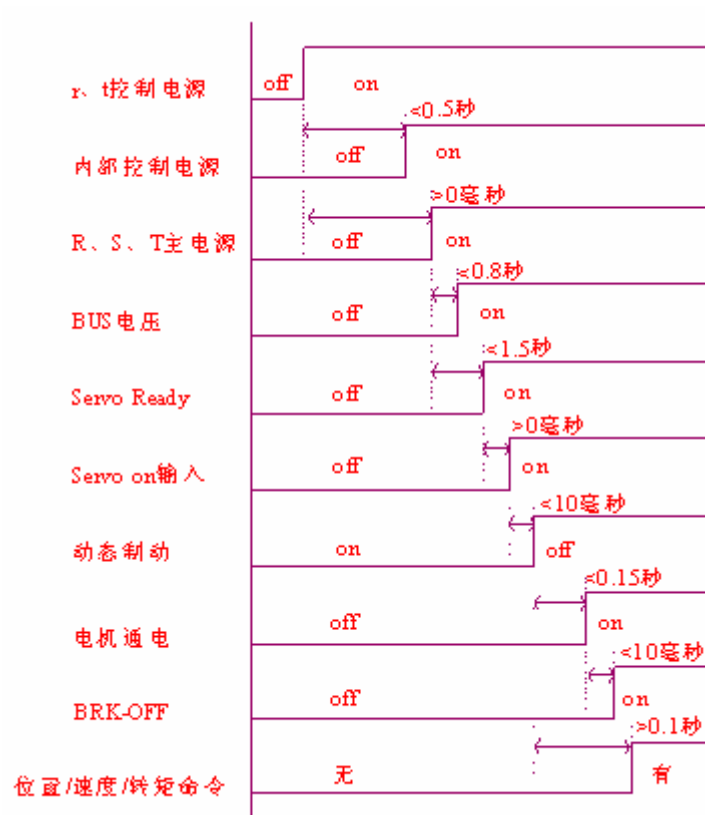 r、t控制电源 off on
<0.5秒
内部控制电源 off on
>0毫秒
R、S、T主电源 off on
<0.8秒
BUS电压 off on
<1.5秒
Servo Ready off on
>0毫秒
Servo on输入 off on
<10毫秒
动态制动 on off
<0.15秒
电机通电 off on
<10毫秒
BRK-OFF off on
>0.1秒
位置/速度/转矩命令 无 有